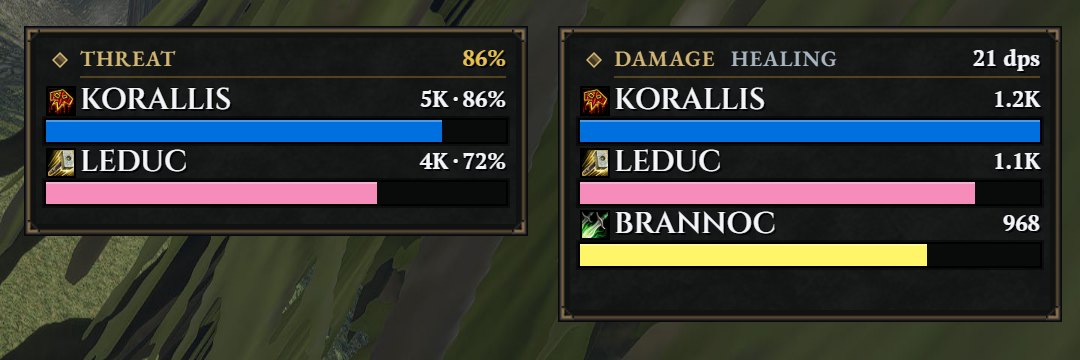 THREAT 86%
KORALLIS 5K · 86%
LEDUC 4K · 72%
DAMAGE HEALING 21 dps
KORALLIS 1.2K
LEDUC 1.1K
BRANNOC 968